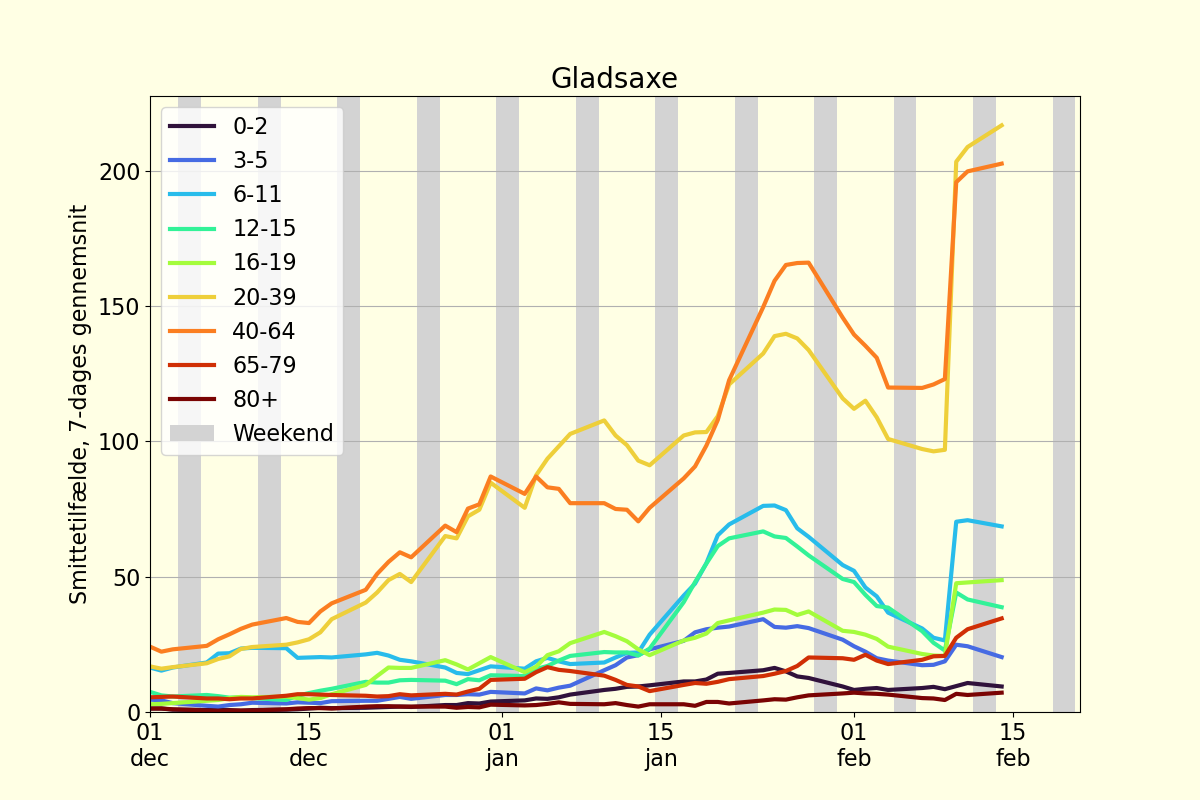 Gladsaxe
Smittetilfælde, 7-dages gennemsnit
200
150
100
50
0
0-2
3-5
6-11
12-15
16-19
20-39
40-64
65-79
80+
Weekend
01 dec
15 dec
01 jan
15 jan
01 feb
15 feb